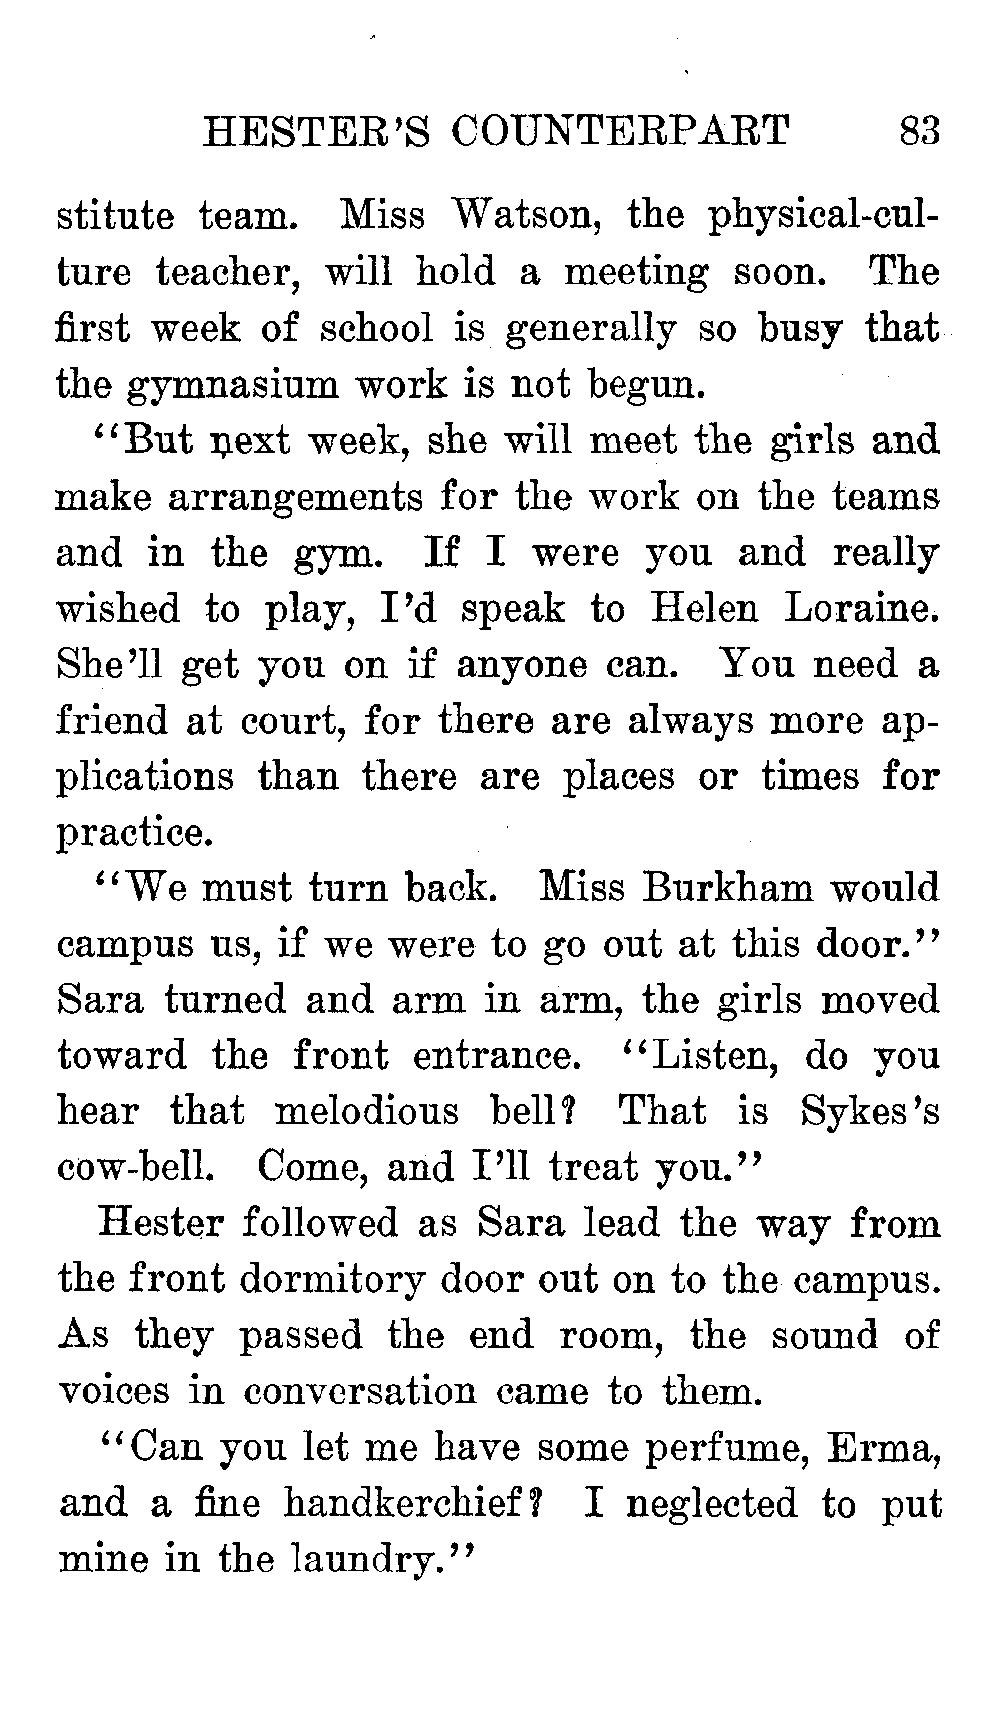 HESTER'S COUNTERPART 83
stitute team. Miss Watson, the physical-cul-
ture teacher, will hold a meeting soon. The
first week of school is generally so busy that
the gymnasium work is not begun.
"But next week, she will meet the girls and
make arrangements for the work on the teams
and in the gym. If I were you and really
wished to play, I'd speak to Helen Loraine.
She'll get you on if anyone can. You need a
friend at court, for there are always more ap-
plications than there are places or times for
practice.
"We must turn back. Miss Burkham would
campus us, if we were to go out at this door."
Sara turned and arm in arm, the girls moved
toward the front entrance. "Listen, do you
hear that melodious bell? That is Sykes's
cow-bell. Come, and I'll treat you."
Hester followed as Sara lead the way from
the front dormitory door out on to the campus.
As they passed the end room, the sound of
voices in conversation came to them.
"Can you let me have some perfume, Erma,
and a fine handkerchief? I neglected to put
mine in the laundry."